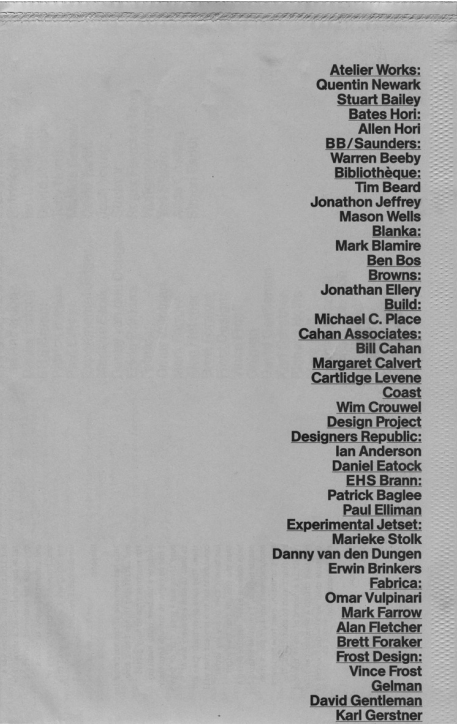 Atelier Works:
Quentin Newark
Stuart Bailey
Bates Hori:
Allen Hori
BB/Saunders:
Warren Beeby
Bibliothèque:
Tim Beard
Jonathon Jeffrey
Mason Wells
Blanka:
Mark Blamire
Ben Bos
Browns:
Jonathan Ellery
Build:
Michael C. Place
Cahan Associates:
Bill Cahan
Margaret Calvert
Cartlidge Levene
Coast
Wim Crouwel
Design Project
Designers Republic:
Ian Anderson
Daniel Eatock
EHS Brann:
Patrick Baglee
Paul Elliman
Experimental Jetset:
Marieke Stolk
Danny van den Dungen
Erwin Brinkers
Fabrica:
Omar Vulpinari
Mark Farrow
Alan Fletcher
Brett Foraker
Frost Design:
Vince Frost
Gelman
David Gentleman
Karl Gerstner